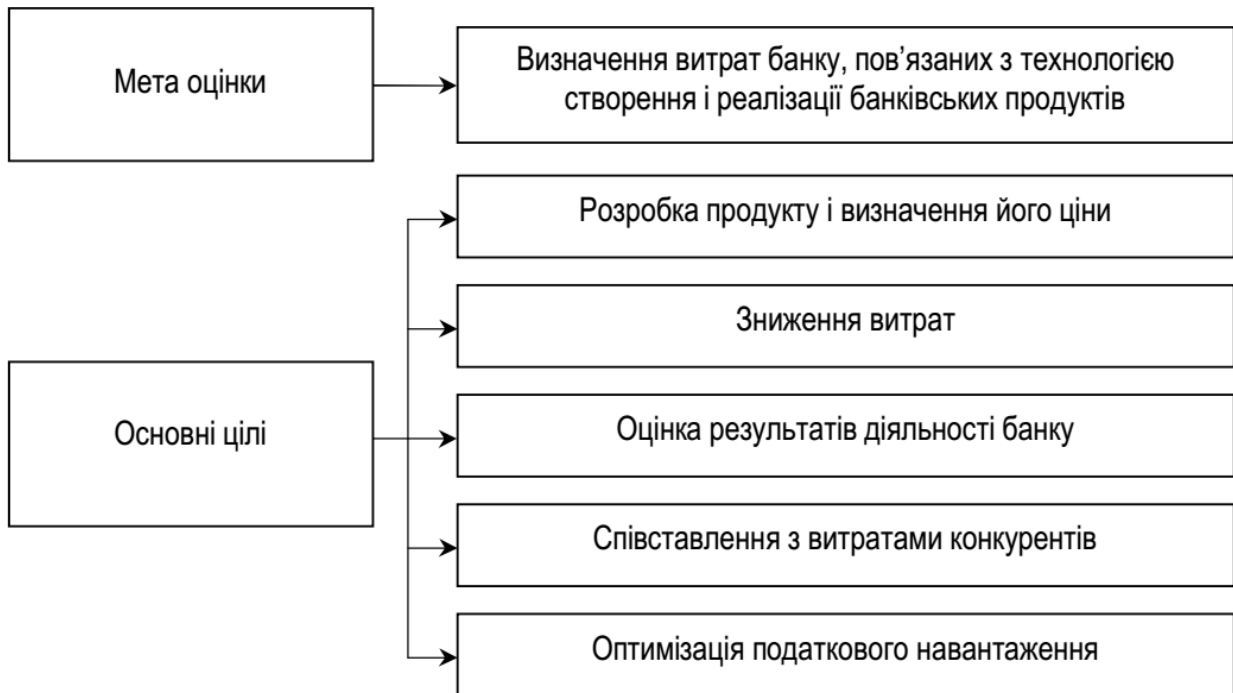 Мета оцінки
Визначення витрат банку, пов’язаних з технологією
створення і реалізації банківських продуктів
Розробка продукту і визначення його ціни
Зниження витрат
Основні цілі
Оцінка результатів діяльності банку
Співставлення з витратами конкурентів
Оптимізація податкового навантаження